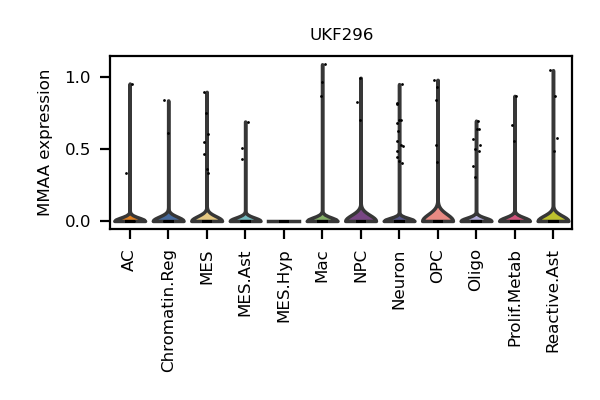 UKF296
MMAA expression
1.0
0.5
0.0
AC
Chromatin.Reg
MES
MES.Ast
MES.Hyp
Mac
NPC
Neuron
OPC
Oligo
Prolif.Metab
Reactive.Ast